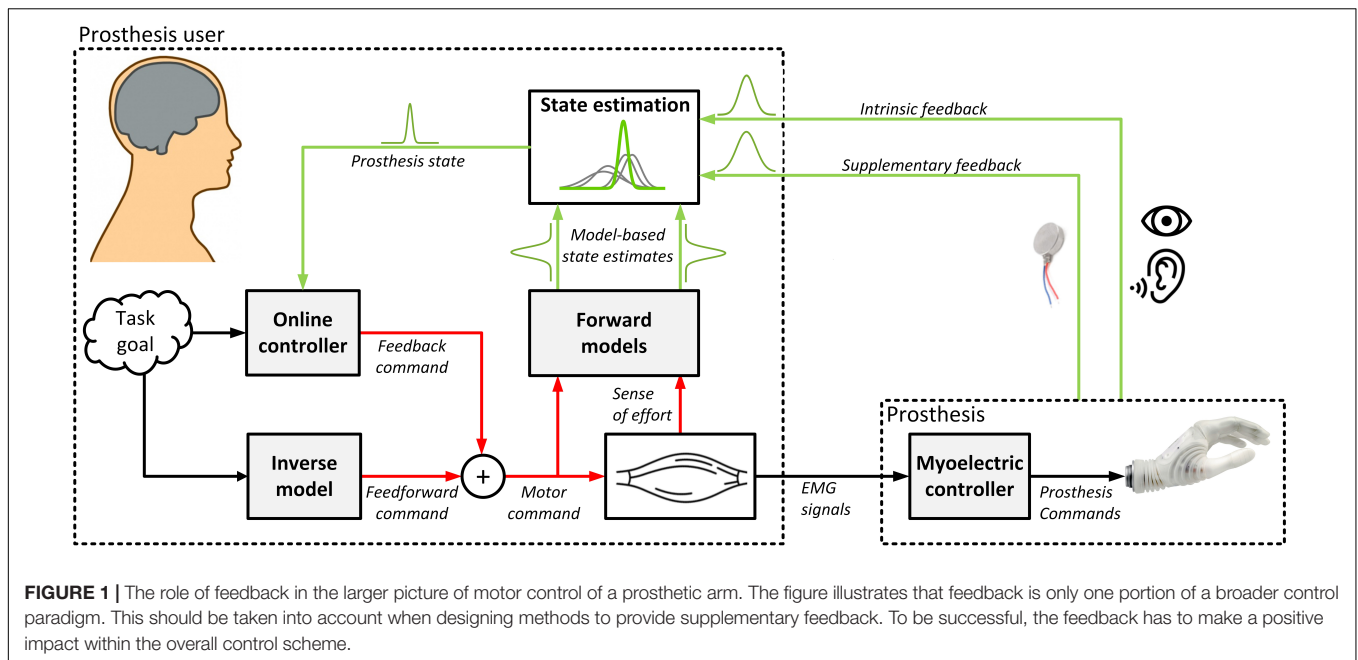 Prosthesis user
State estimation
Intrinsic feedback
Prosthesis state
Supplementary feedback
Model-based
state estimates
Task
goal
Online
controller
Feedback
command
Forward
models
Sense
of effort
Prosthesis
Inverse
model
Feedforward
command
+
Motor
command
EMG
signals
Myoelectric
controller
Prosthesis
Commands
FIGURE 1 | The role of feedback in the larger picture of motor control of a prosthetic arm. The figure illustrates that feedback is only one portion of a broader control
paradigm. This should be taken into account when designing methods to provide supplementary feedback. To be successful, the feedback has to make a positive
impact within the overall control scheme.